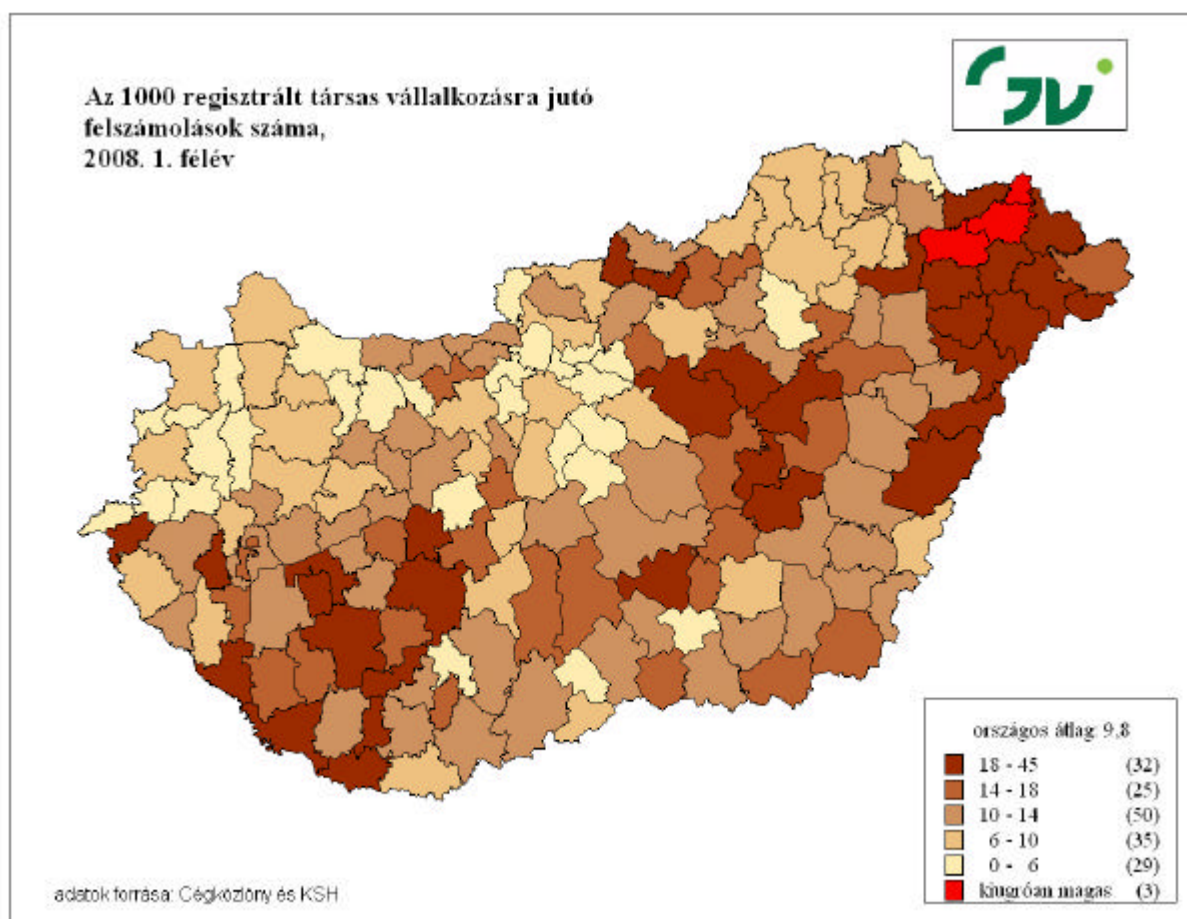 Az 1000 regisztrált társas vállalkozásra jutó
felszámolások száma,
2008. 1. félév
országos átlag: 9,8
18 - 45 (32)
14 - 18 (25)
10 - 14 (50)
6 - 10 (35)
0 - 6 (29)
kiugróan magas (3)
adatok forrása: Cégközlöny és KSH